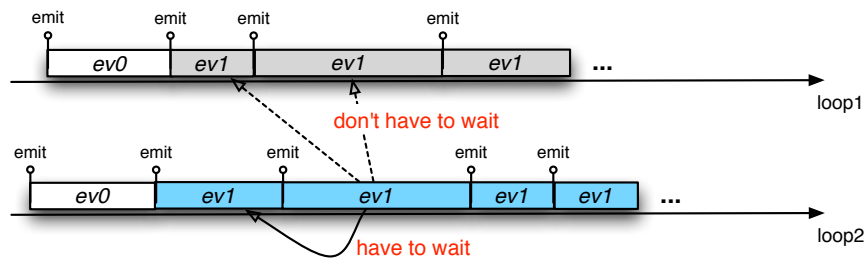 emit emit emit emit
ev0 ev1 ev1 ev1 ...
loop1
don't have to wait
emit emit emit emit emit
ev0 ev1 ev1 ev1 ev1 ...
loop2
have to wait